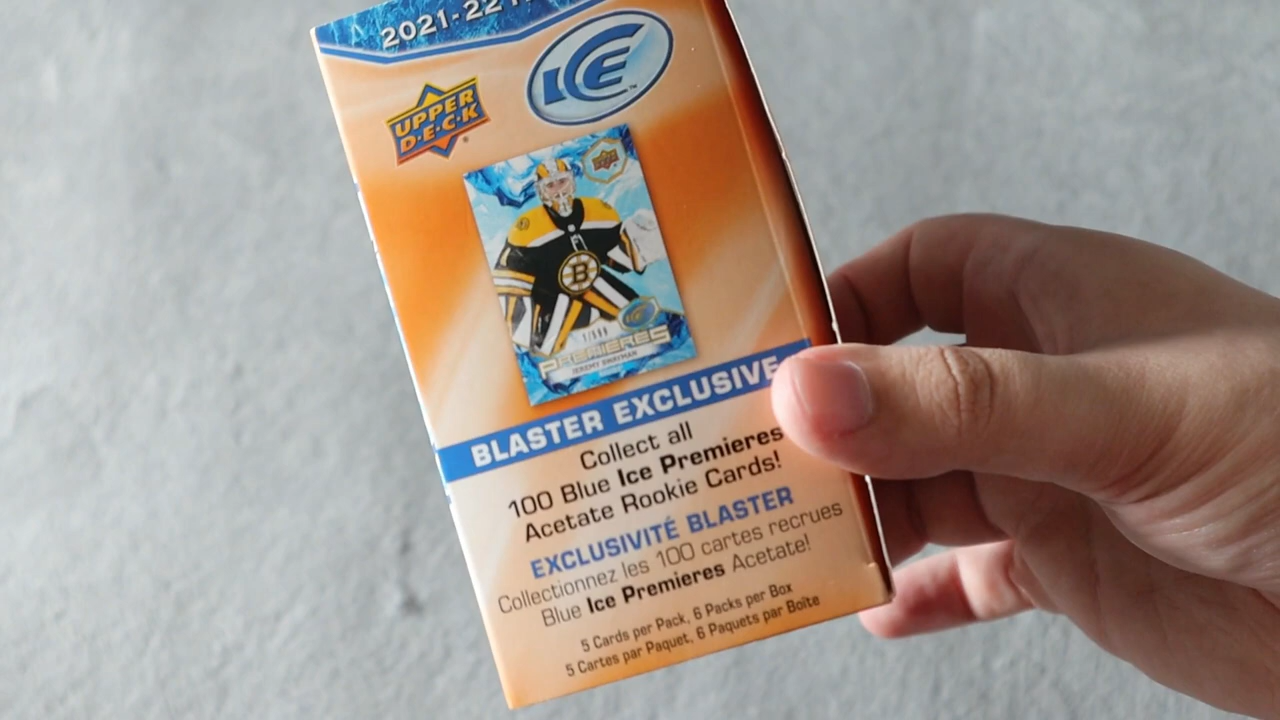 2021-22
ICE
UPPER
D·E·C·K
B
1/999
PREMIERES
JEREMY SWAYMAN
BLASTER EXCLUSIVE
Collect all
100 Blue Ice Premieres
Acetate Rookie Cards!
EXCLUSIVITÉ BLASTER
Collectionnez les 100 cartes recrues
Blue Ice Premieres Acetate!
5 Cards per Pack, 6 Packs per Box
5 Cartes par Paquet, 6 Paquets par Boîte